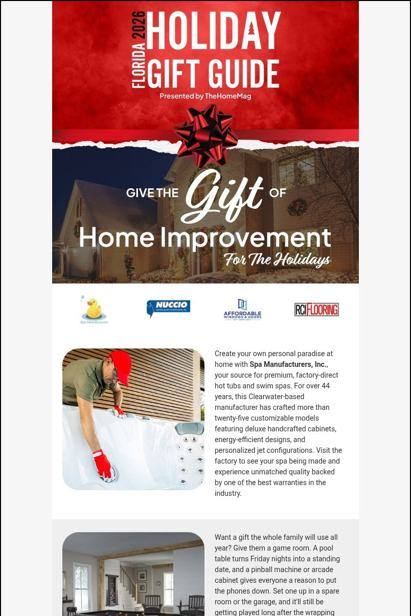 FLORIDA 2026
HOLIDAY
GIFT GUIDE
Presented by TheHomeMag
GIVE THE Gift OF
Home Improvement
For The Holidays
NUCCIO
AFFORDABLE
WINDOWS & DOORS
RCI FLOORING
Create your own personal paradise at
home with Spa Manufacturers, Inc.,
your source for premium, factory-direct
hot tubs and swim spas. For over 44
years, this Clearwater-based
manufacturer has crafted more than
twenty-five customizable models
featuring deluxe handcrafted cabinets,
energy-efficient designs, and
personalized jet configurations. Visit the
factory to see your spa being made and
experience unmatched quality backed
by one of the best warranties in the
industry.
Want a gift the whole family will use all
year? Give them a game room. A pool
table turns Friday nights into a standing
date, and a pinball machine or arcade
cabinet gives everyone a reason to put
the phones down. Set one up in a spare
room or the garage, and it'll still be
getting played long after the wrapping